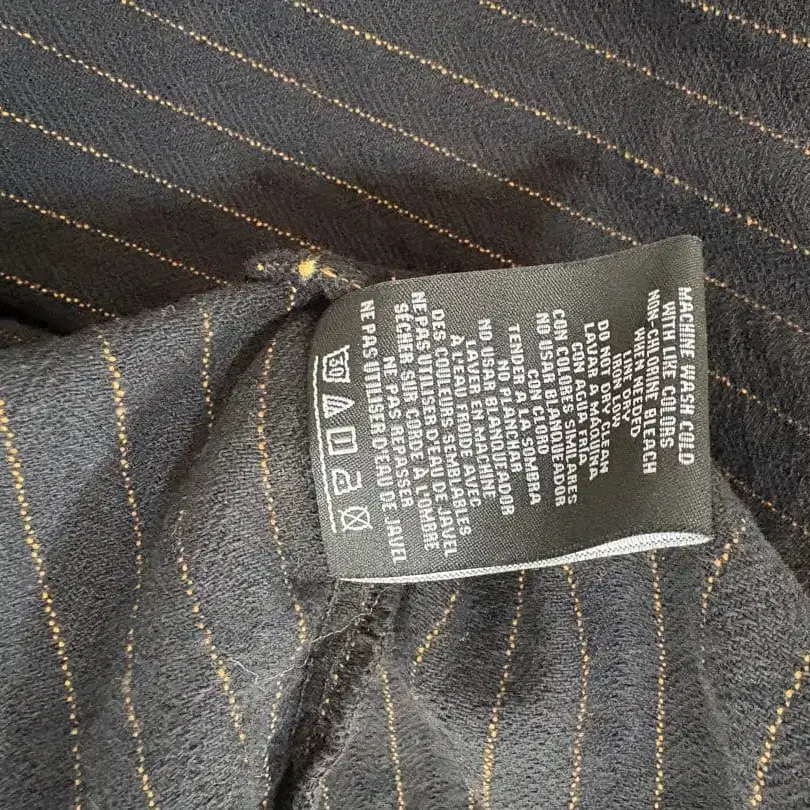 MACHINE WASH COLD
WITH LIKE COLORS
NON-CHLORINE BLEACH
WHEN NEEDED
LINE DRY
IRON LOW
DO NOT DRY CLEAN
LAVAR A MAQUINA
CON AGUA FRIA
CON COLORES SIMILARES
NO USAR BLANQUEADOR
CON CLORO
TENDER A LA SOMBRA
NO PLANCHAR
NO USAR BLANQUEADOR
LAVER EN MACHINE
À L'EAU FROIDE AVEC
DES COULEURS SEMBLABLES
NE PAS UTILISER D'EAU DE JAVEL
SÉCHER SUR CORDE À L'OMBRE
NE PAS REPASSER
NE PAS UTILISER D'EAU DE JAVEL
30